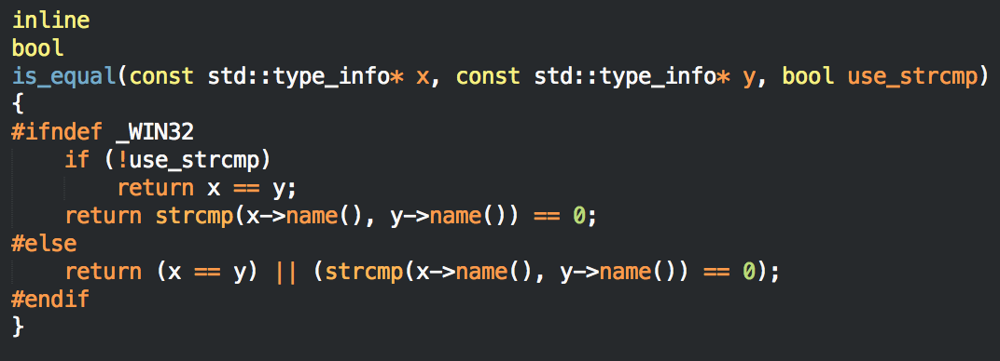 inline
bool
is_equal(const std::type_info* x, const std::type_info* y, bool use_strcmp)
{
#ifndef _WIN32
    if (!use_strcmp)
        return x == y;
    return strcmp(x->name(), y->name()) == 0;
#else
    return (x == y) || (strcmp(x->name(), y->name()) == 0);
#endif
}